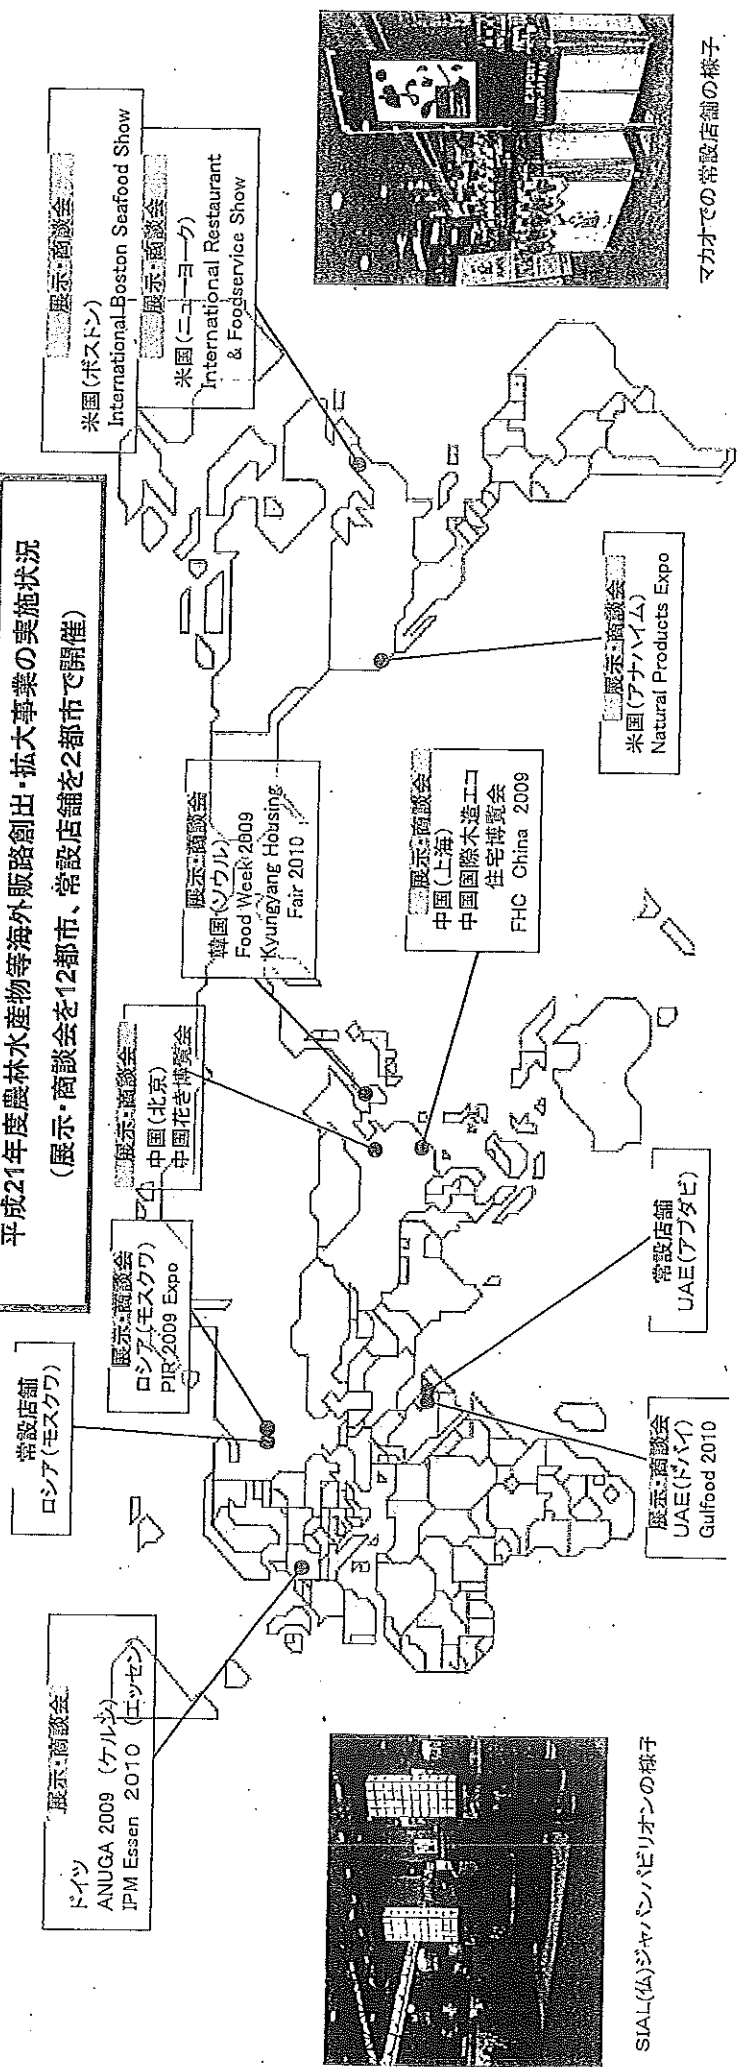 平成21年度農林水産物等海外販路創出・拡大事業の実施状況
(展示・商談会を12都市、常設店舗を2都市で開催)
展示・商談会
ドイツ
ANUGA 2009 (ケルン)
IPM Essen 2010 (エッセン)
常設店舗
ロシア(モスクワ)
展示・商談会
ロシア(モスクワ)
PIR 2009 Expo
展示・商談会
中国(北京)
中国花き博覧会
展示・商談会
韓国(ソウル)
Food Week 2009
Kyungyang Housing
Fair 2010
展示・商談会
米国(ボストン)
International Boston Seafood Show
展示・商談会
米国(ニューヨーク)
International Restaurant
& Foodservice Show
展示・商談会
UAE(ドバイ)
Gulfood 2010
常設店舗
UAE(アブダビ)
展示・商談会
中国(上海)
中国国際木造エコ
住宅博覧会
FHC China 2009
展示・商談会
米国(アナハイム)
Natural Products Expo
SIAL(仏)ジャパンパビリオンの様子
マカオでの常設店舗の様子